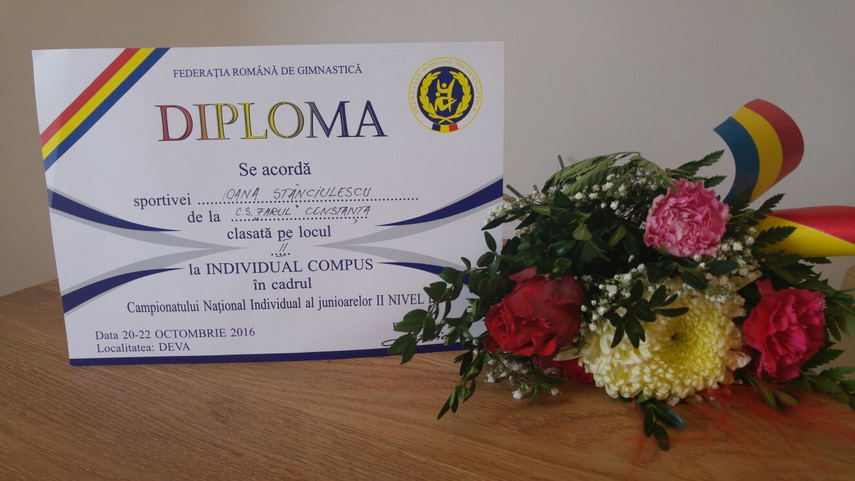 FEDERAȚIA ROMÂNĂ DE GIMNASTICĂ
DIPLOMA
Se acordă
sportivei IOANA STĂNCIULESCU
de la C.S. "FARUL" CONSTANȚA
clasată pe locul
II
la INDIVIDUAL COMPUS
în cadrul
Campionatului Național Individual al junioarelor II NIVEL
Data 20-22 OCTOMBRIE 2016
Localitatea: DEVA